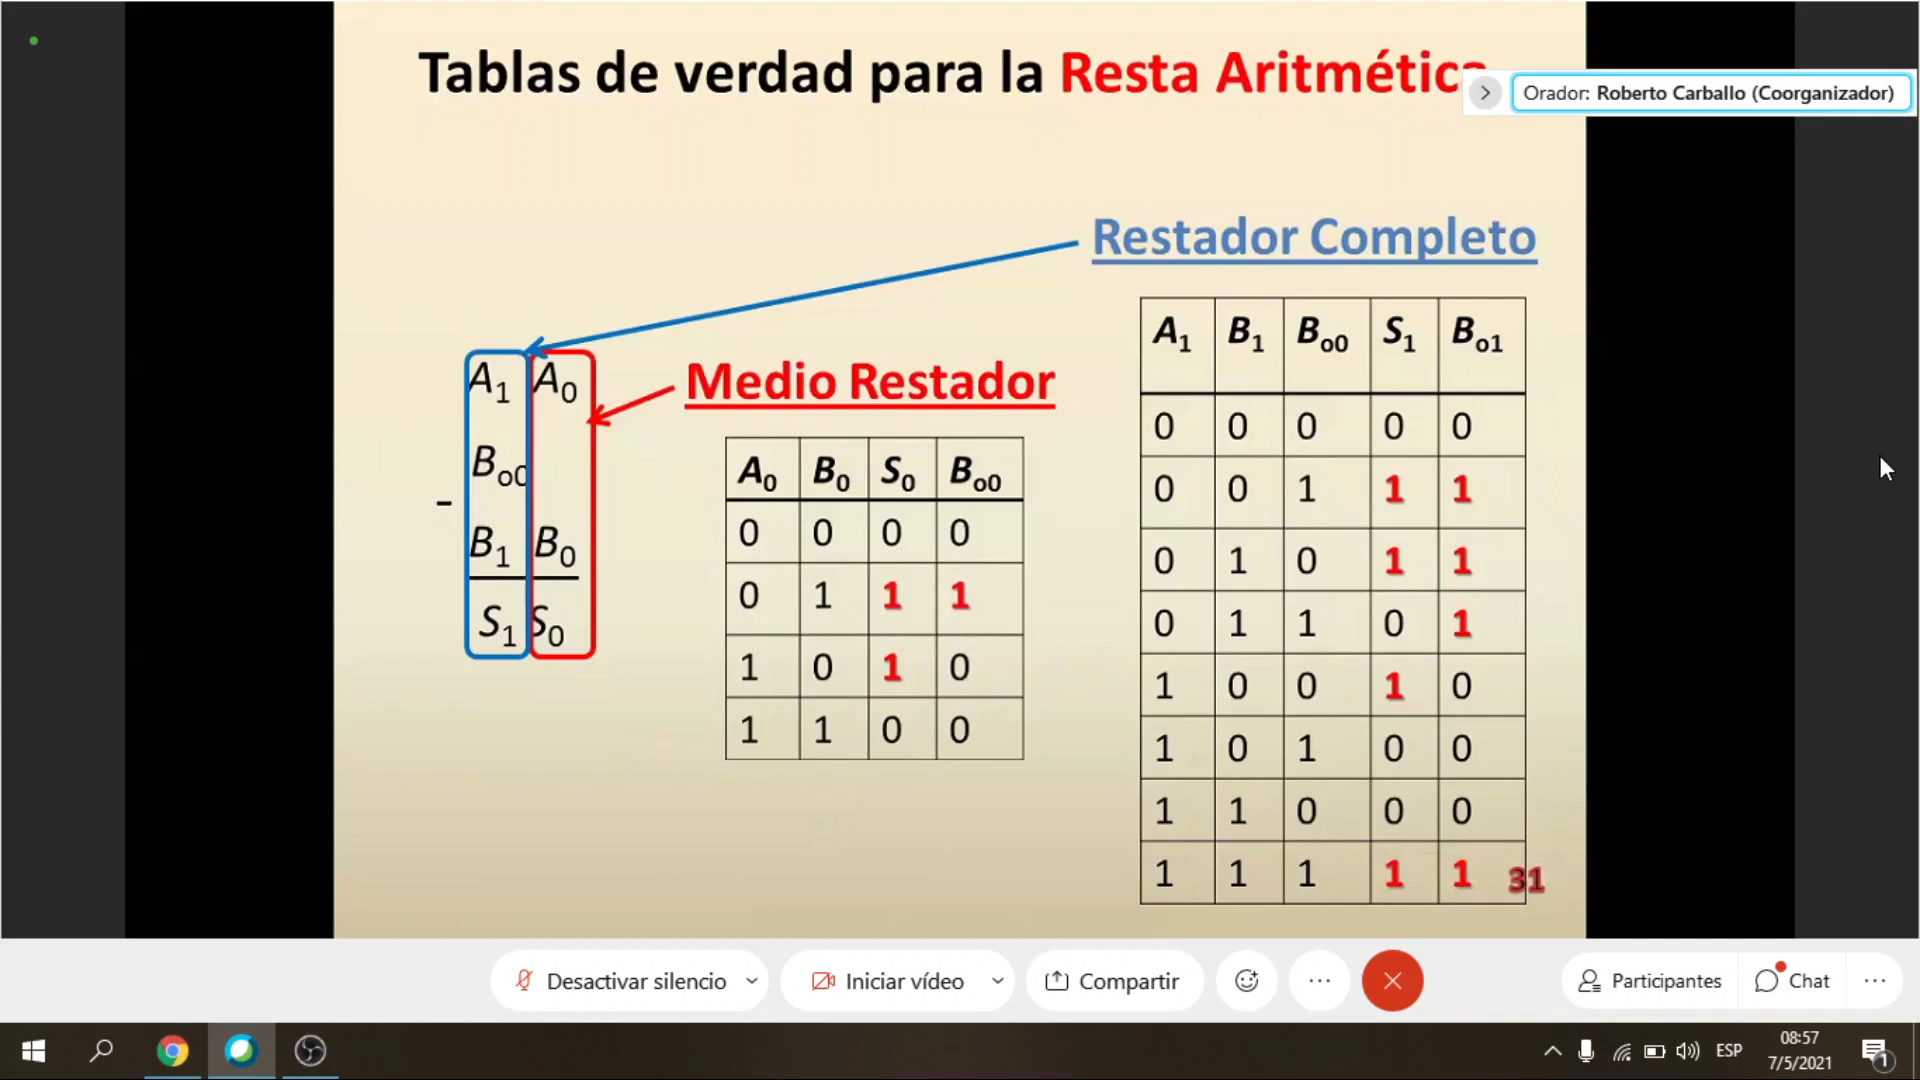 Tablas de verdad para la Resta Aritmética
Orador: Roberto Carballo (Coorganizador)
Restador Completo
A1 B1 Bo0 S1 Bo1
0 0 0 0 0
0 0 1 1 1
0 1 0 1 1
0 1 1 0 1
1 0 0 1 0
1 0 1 0 0
1 1 0 0 0
1 1 1 1 1
A1 A0
Bo0
-
B1 B0
S1 S0
Medio Restador
A0 B0 S0 Bo0
0 0 0 0
0 1 1 1
1 0 1 0
1 1 0 0
31
Desactivar silencio
Iniciar vídeo
Compartir
Participantes
Chat
ESP
08:57
7/5/2021
1